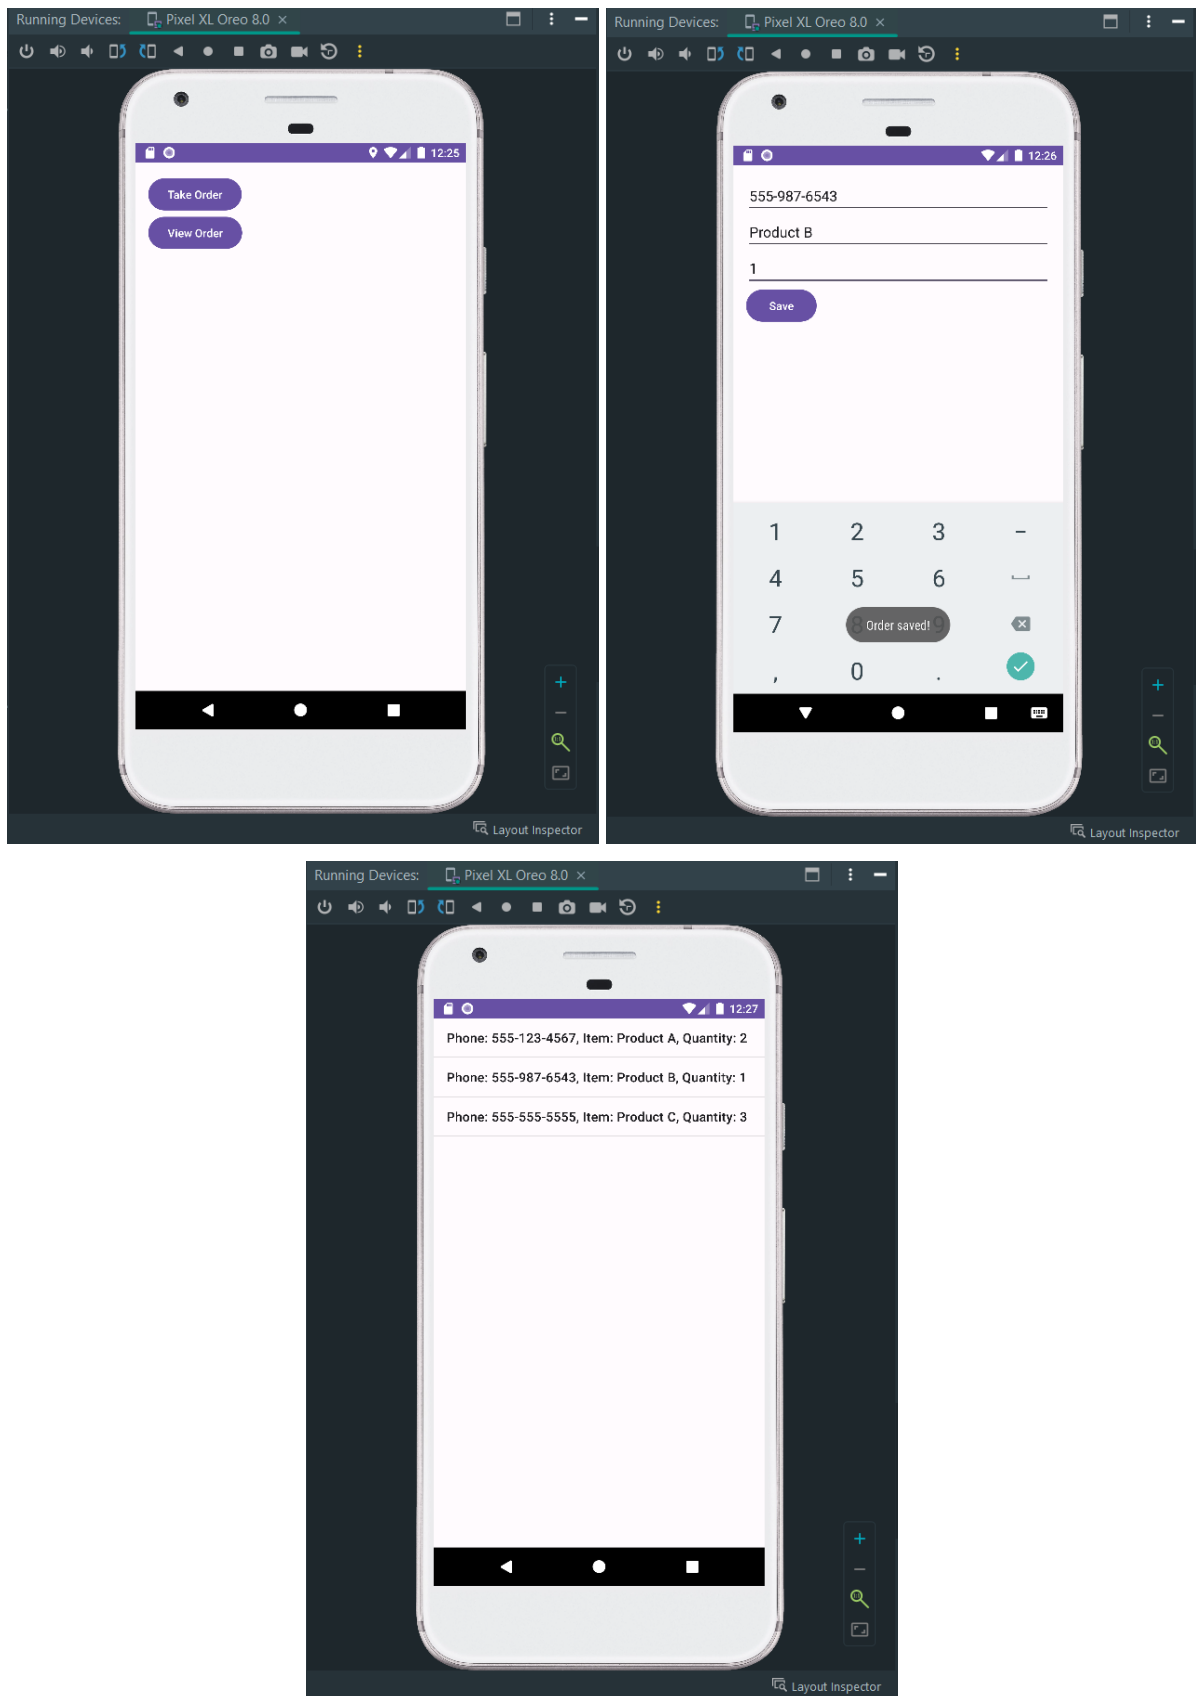 Running Devices: Pixel XL Oreo 8.0
12:25
Take Order
View Order
Layout Inspector
Running Devices: Pixel XL Oreo 8.0
12:26
555-987-6543
Product B
1
Save
1 2 3 -
4 5 6
7 8 9
Order saved!
, 0 .
Layout Inspector
Running Devices: Pixel XL Oreo 8.0
12:27
Phone: 555-123-4567, Item: Product A, Quantity: 2
Phone: 555-987-6543, Item: Product B, Quantity: 1
Phone: 555-555-5555, Item: Product C, Quantity: 3
Layout Inspector